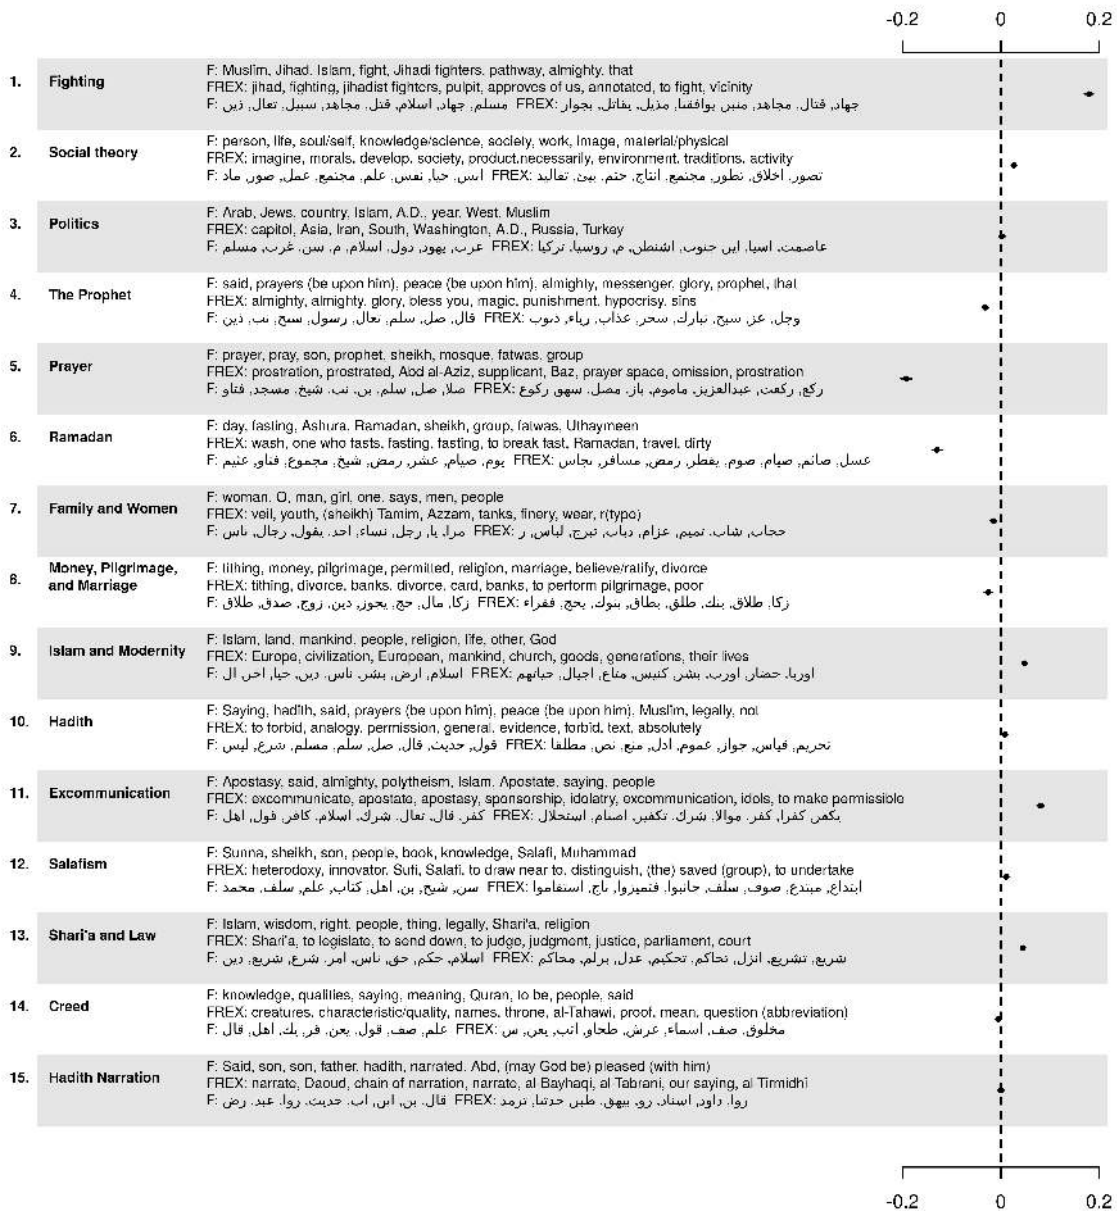 -0.2 0 0.2
1. Fighting
F: Muslim, Jihad, Islam, fight, Jihadi fighters, pathway, almighty, that
FREX: jihad, fighting, jihadist fighters, pulpit, approves of us, annotated, to fight, vicinity
F: مسلم, جهاد, اسلام, قتل, مجاهد, سبيل, تعال, ذين FREX: جهاد, قتال, مجاهد, منبر, يوافقنا, مذيل, يقاتل, بجوار
2. Social theory
F: person, life, soul/self, knowledge/science, society, work, image, material/physical
FREX: imagine, morals, develop, society, product,necessarily, environment, traditions, activity
F: انس, حيا, نفس, علم, مجتمع, عمل, صور, ماد FREX: تصور, اخلاق, تطور, مجتمع, انتاج, حتم, بيئ, تقاليد
3. Politics
F: Arab, Jews, country, Islam, A.D., year, West, Muslim
FREX: capitol, Asia, Iran, South, Washington, A.D., Russia, Turkey
F: عرب, يهود, دول, اسلام, م, سن, غرب, مسلم FREX: عاصمت, اسيا, اير, جنوب, اشنطن, م, روسيا, تركيا
4. The Prophet
F: said, prayers (be upon him), peace (be upon him), almighty, messenger, glory, prophet, that
FREX: almighty, almighty, glory, bless you, magic, punishment, hypocrisy, sins
F: قال, صل, سلم, تعال, رسول, سبح, نب, ذين FREX: وجل, عز, سبح, تبارك, سحر, عذاب, رياء, ذنوب
5. Prayer
F: prayer, pray, son, prophet, sheikh, mosque, fatwas, group
FREX: prostration, prostrated, Abd al-Aziz, supplicant, Baz, prayer space, omission, prostration
F: صلا, صل, سلم, بن, نب, شيخ, مسجد, فتاو FREX: ركع, ركعت, عبدالعزيز, ماموم, باز, مصل, سهو, ركوع
6. Ramadan
F: day, fasting, Ashura, Ramadan, sheikh, group, fatwas, Uthaymeen
FREX: wash, one who fasts, fasting, fasting, to break fast, Ramadan, travel, dirty
F: يوم, صيام, عشر, رمض, شيخ, مجموع, فتاو, عثيم FREX: غسل, صائم, صيام, صوم, يفطر, رمض, مسافر, نجاس
7. Family and Women
F: woman, O, man, girl, one, says, men, people
FREX: veil, youth, (sheikh) Tamim, Azzam, tanks, finery, wear, r(typo)
F: مرا, يا, رجل, نساء, احد, يقول, رجال, ناس FREX: حجاب, شاب, تميم, عزام, دباب, تبرج, لباس, ر
8. Money, Pilgrimage, and Marriage
F: tithing, money, pilgrimage, permitted, religion, marriage, believe/ratify, divorce
FREX: tithing, divorce, banks, divorce, card, banks, to perform pilgrimage, poor
F: زكا, مال, حج, يجوز, دين, زوج, صدق, طلاق FREX: زكا, طلاق, بنك, طلق, بطاق, بنوك, يحج, فقراء
9. Islam and Modernity
F: Islam, land, mankind, people, religion, life, other, God
FREX: Europe, civilization, European, mankind, church, goods, generations, their lives
F: اسلام, ارض, بشر, ناس, دين, حيا, اخر, ال FREX: اوربا, حضار, اورب, بشر, كنيس, متاع, اجيال, حياتهم
10. Hadith
F: Saying, hadith, said, prayers (be upon him), peace (be upon him), Muslim, legally, not
FREX: to forbid, analogy, permission, general, evidence, forbid, text, absolutely
F: قول, حديث, قال, صل, سلم, مسلم, شرع, ليس FREX: تحريم, قياس, جواز, عموم, ادل, منع, نص, مطلقا
11. Excommunication
F: Apostasy, said, almighty, polytheism, Islam, Apostate, saying, people
FREX: excommunicate, apostate, apostasy, sponsorship, idolatry, excommunication, idols, to make permissible
F: كفر, قال, تعال, شرك, اسلام, كافر, قول, اهل FREX: يكفر, كفرا, كفر, موالا, شرك, تكفير, اصنام, استحلال
12. Salafism
F: Sunna, sheikh, son, people, book, knowledge, Salafi, Muhammad
FREX: heterodoxy, innovator, Sufi, Salafi, to draw near to, distinguish, (the) saved (group), to undertake
F: سن, شيخ, بن, اهل, كتاب, علم, سلف, محمد FREX: ابتداع, مبتدع, صوف, سلف, جانبوا, فتميزوا, ناج, استقاموا
13. Shari'a and Law
F: Islam, wisdom, right, people, thing, legally, Shari'a, religion
FREX: Shari'a, to legislate, to send down, to judge, judgment, justice, parliament, court
F: اسلام, حكم, حق, ناس, امر, شرع, شريع, دين FREX: شريع, تشريع, انزل, تحاكم, تحكيم, عدل, برلم, محاكم
14. Creed
F: knowledge, qualities, saying, meaning, Quran, to be, people, said
FREX: creatures, characteristic/quality, names, throne, al-Tahawi, proof, mean, question (abbreviation)
F: علم, صف, قول, يعن, قر, يك, اهل, قال FREX: مخلوق, صف, اسماء, عرش, طحاو, اثب, يعن, س
15. Hadith Narration
F: Said, son, son, father, hadith, narrated, Abd, (may God be) pleased (with him)
FREX: narrate, Daoud, chain of narration, narrate, al Bayhaqi, al-Tabrani, our saying, al Tirmidhi
F: قال, بن, ابن, اب, حديث, روا, عبد, رض FREX: روا, داود, اسناد, رو, بيهق, طبر, حدثنا, ترمذ
-0.2 0 0.2